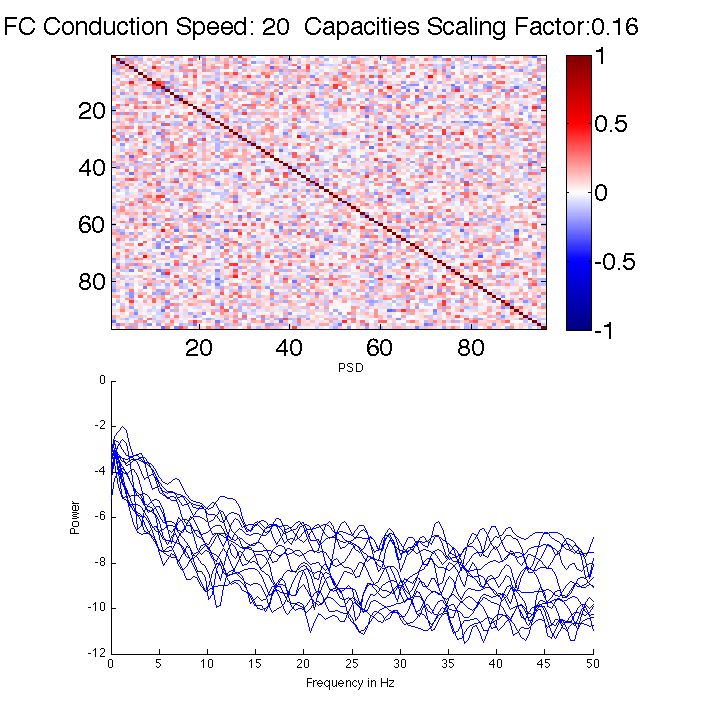 FC Conduction Speed: 20  Capacities Scaling Factor:0.16
1
20
0.5
40
0
60
-0.5
80
-1
20 40 60 80
PSD
0
-2
-4
-6
-8
-10
-12
Power
0 5 10 15 20 25 30 35 40 45 50
Frequency in Hz